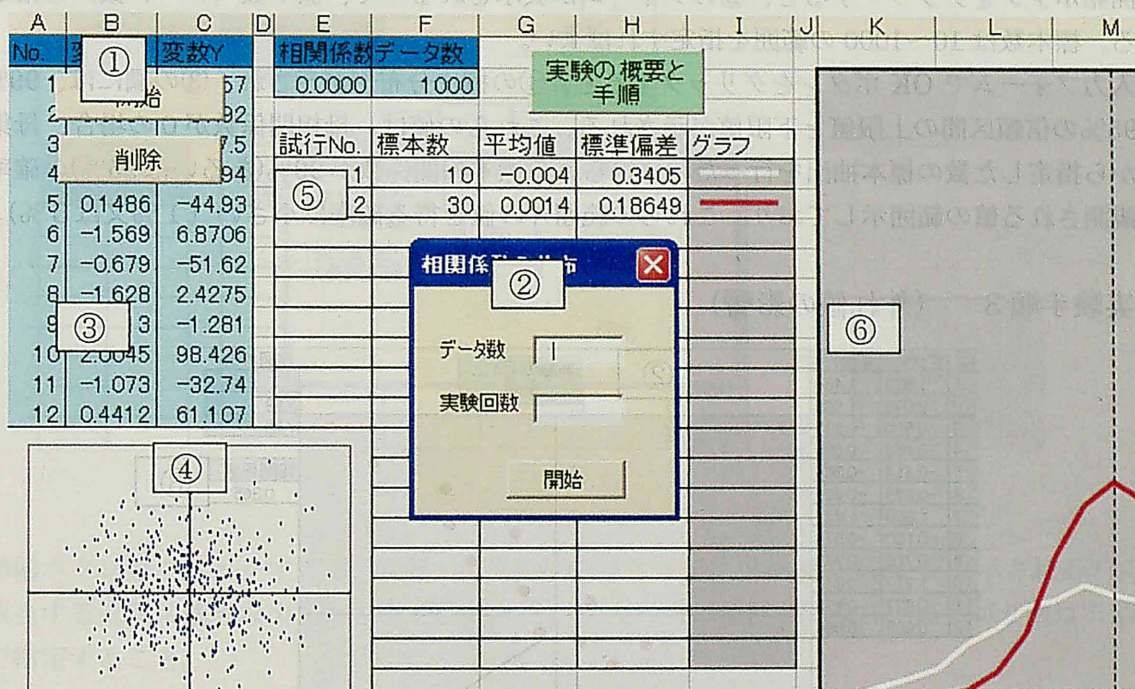 A B C D E F G H I J K L M
No. 変 変数Y 相関係数 データ数
① 実験の概要と
手順
1 開始 57 0.0000 1000
2 92
3 7.5 試行No. 標本数 平均値 標準偏差 グラフ
4 削除 94 1 10 -0.004 0.3405
⑤
5 0.1486 -44.93 2 30 0.0014 0.18649
6 -1.569 6.8706
7 -0.679 -51.62 相関係
②
8 -1.628 2.4275
9 ③ 3 -1.281 ⑥
10 2.0045 98.426 データ数
11 -1.073 -32.74
12 0.4412 61.107 実験回数
④ 開始